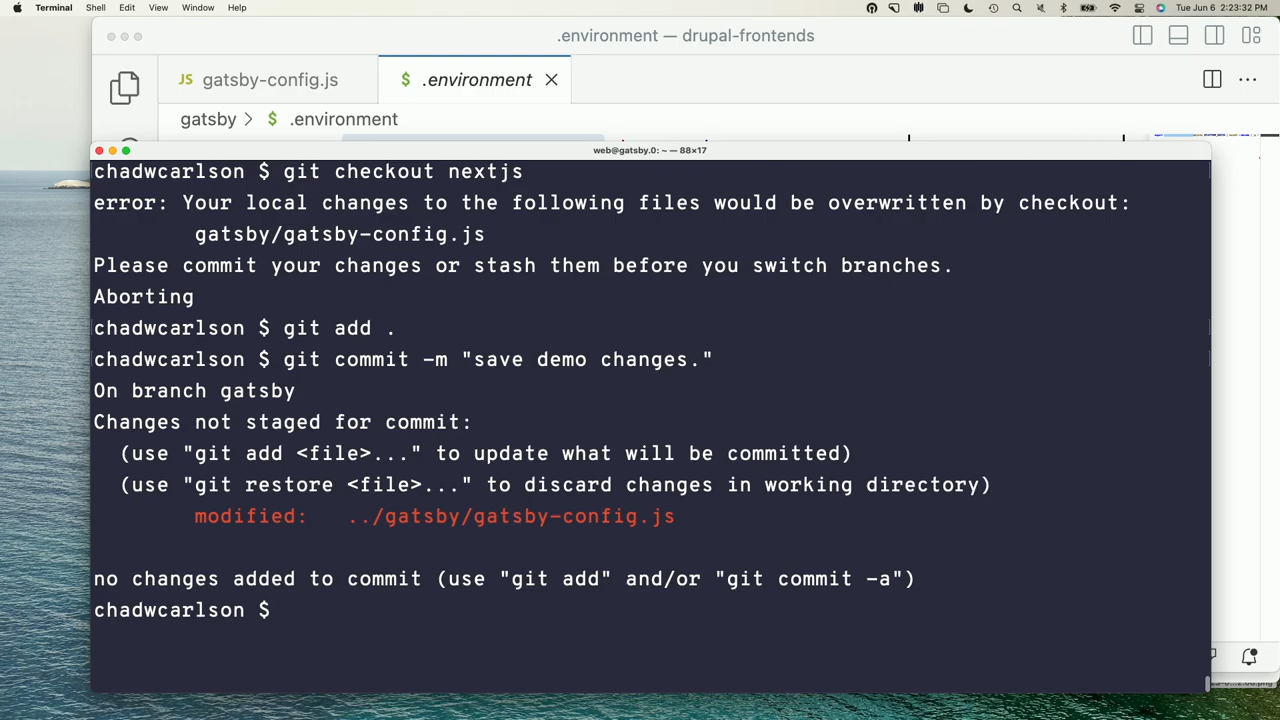 Terminal Shell Edit View Window Help Tue Jun 6 2:23:32 PM
.environment — drupal-frontends
JS gatsby-config.js $ .environment
gatsby > $ .environment
web@gatsby.0: ~ — 88×17
chadwcarlson $ git checkout nextjs
error: Your local changes to the following files would be overwritten by checkout:
gatsby/gatsby-config.js
Please commit your changes or stash them before you switch branches.
Aborting
chadwcarlson $ git add .
chadwcarlson $ git commit -m "save demo changes."
On branch gatsby
Changes not staged for commit:
(use "git add <file>..." to update what will be committed)
(use "git restore <file>..." to discard changes in working directory)
modified: ../gatsby/gatsby-config.js
no changes added to commit (use "git add" and/or "git commit -a")
chadwcarlson $